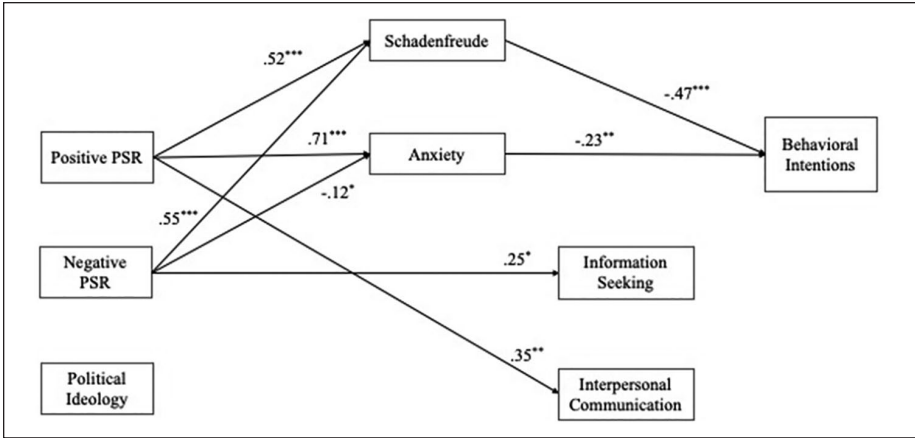 Schadenfreude
.52***
-.47***
Positive PSR
.71***
Anxiety
-.23**
Behavioral
Intentions
-.12*
.55***
Negative
PSR
.25*
Information
Seeking
.35**
Political
Ideology
Interpersonal
Communication